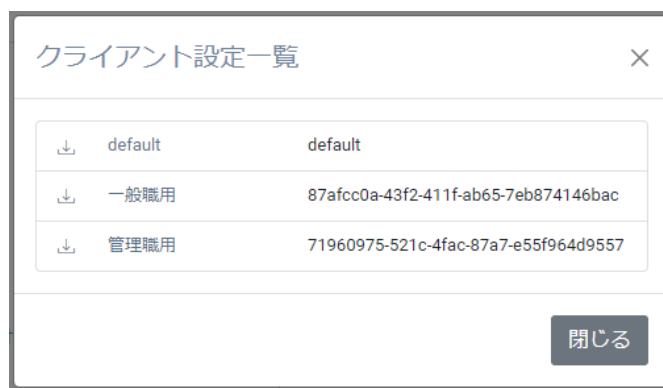 クライアント設定一覧
default default
一般職用 87afcc0a-43f2-411f-ab65-7eb874146bac
管理職用 71960975-521c-4fac-87a7-e55f964d9557
閉じる